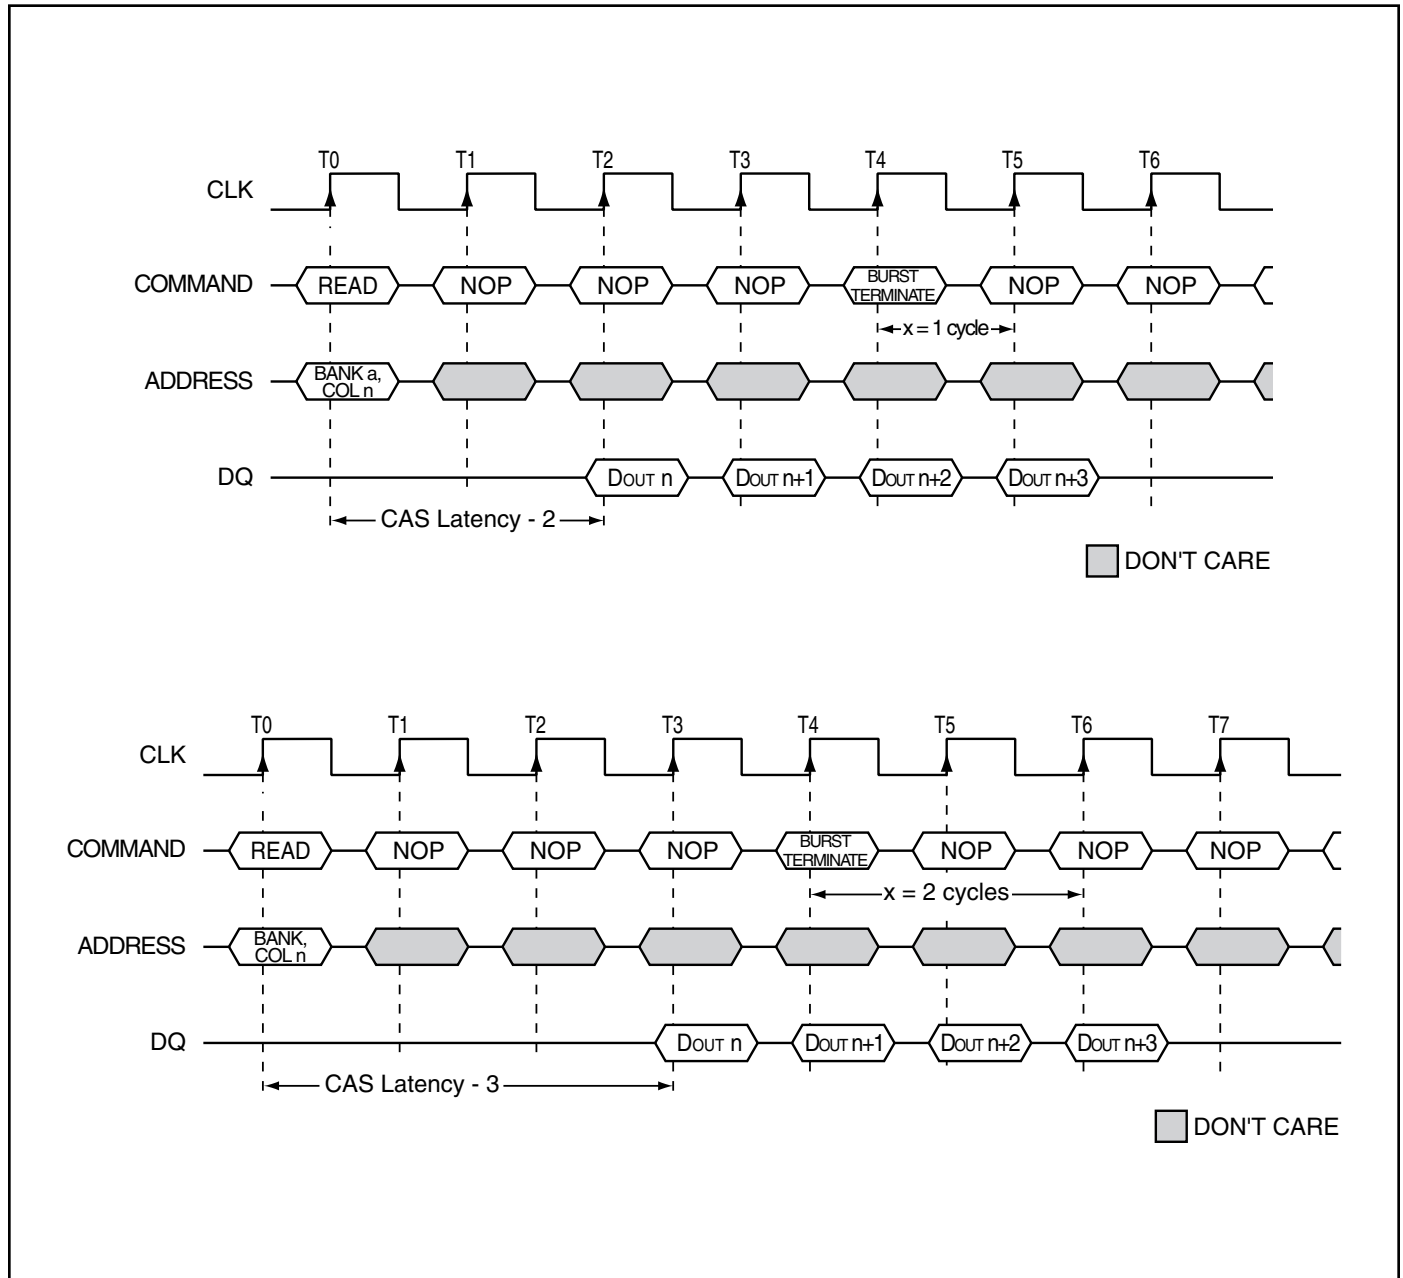 T0 T1 T2 T3 T4 T5 T6
CLK
COMMAND READ NOP NOP NOP BURST TERMINATE NOP NOP
x = 1 cycle
ADDRESS BANK a, COL n
DQ DOUT n DOUT n+1 DOUT n+2 DOUT n+3
CAS Latency - 2
DON'T CARE
T0 T1 T2 T3 T4 T5 T6 T7
CLK
COMMAND READ NOP NOP NOP BURST TERMINATE NOP NOP NOP
x = 2 cycles
ADDRESS BANK, COL n
DQ DOUT n DOUT n+1 DOUT n+2 DOUT n+3
CAS Latency - 3
DON'T CARE